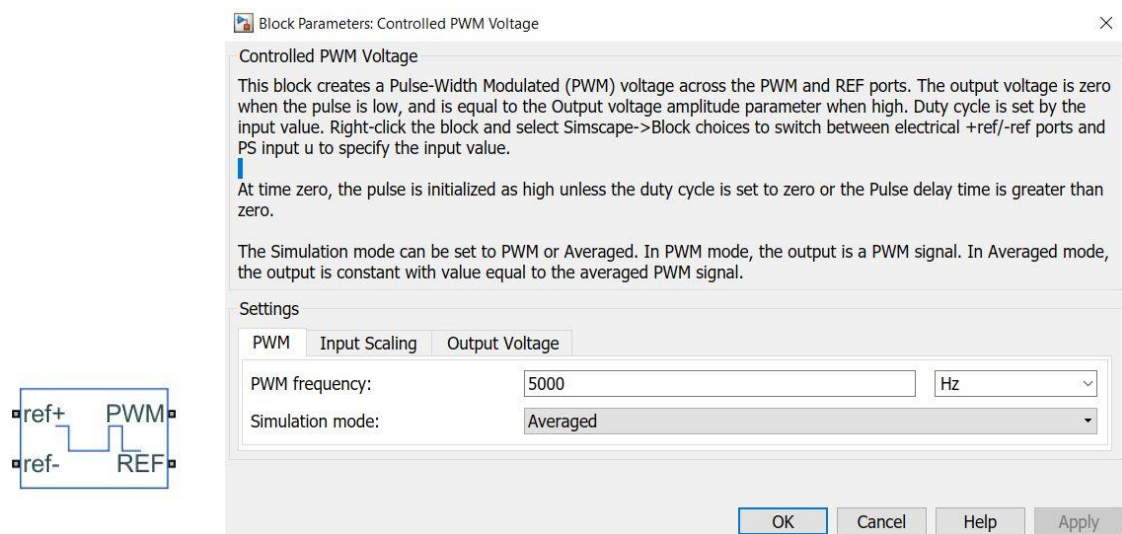 Block Parameters: Controlled PWM Voltage
Controlled PWM Voltage
This block creates a Pulse-Width Modulated (PWM) voltage across the PWM and REF ports. The output voltage is zero
when the pulse is low, and is equal to the Output voltage amplitude parameter when high. Duty cycle is set by the
input value. Right-click the block and select Simscape->Block choices to switch between electrical +ref/-ref ports and
PS input u to specify the input value.
At time zero, the pulse is initialized as high unless the duty cycle is set to zero or the Pulse delay time is greater than
zero.
The Simulation mode can be set to PWM or Averaged. In PWM mode, the output is a PWM signal. In Averaged mode,
the output is constant with value equal to the averaged PWM signal.
Settings
PWM Input Scaling Output Voltage
PWM frequency: 5000 Hz
Simulation mode: Averaged
ref+ PWM
ref- REF
OK Cancel Help Apply